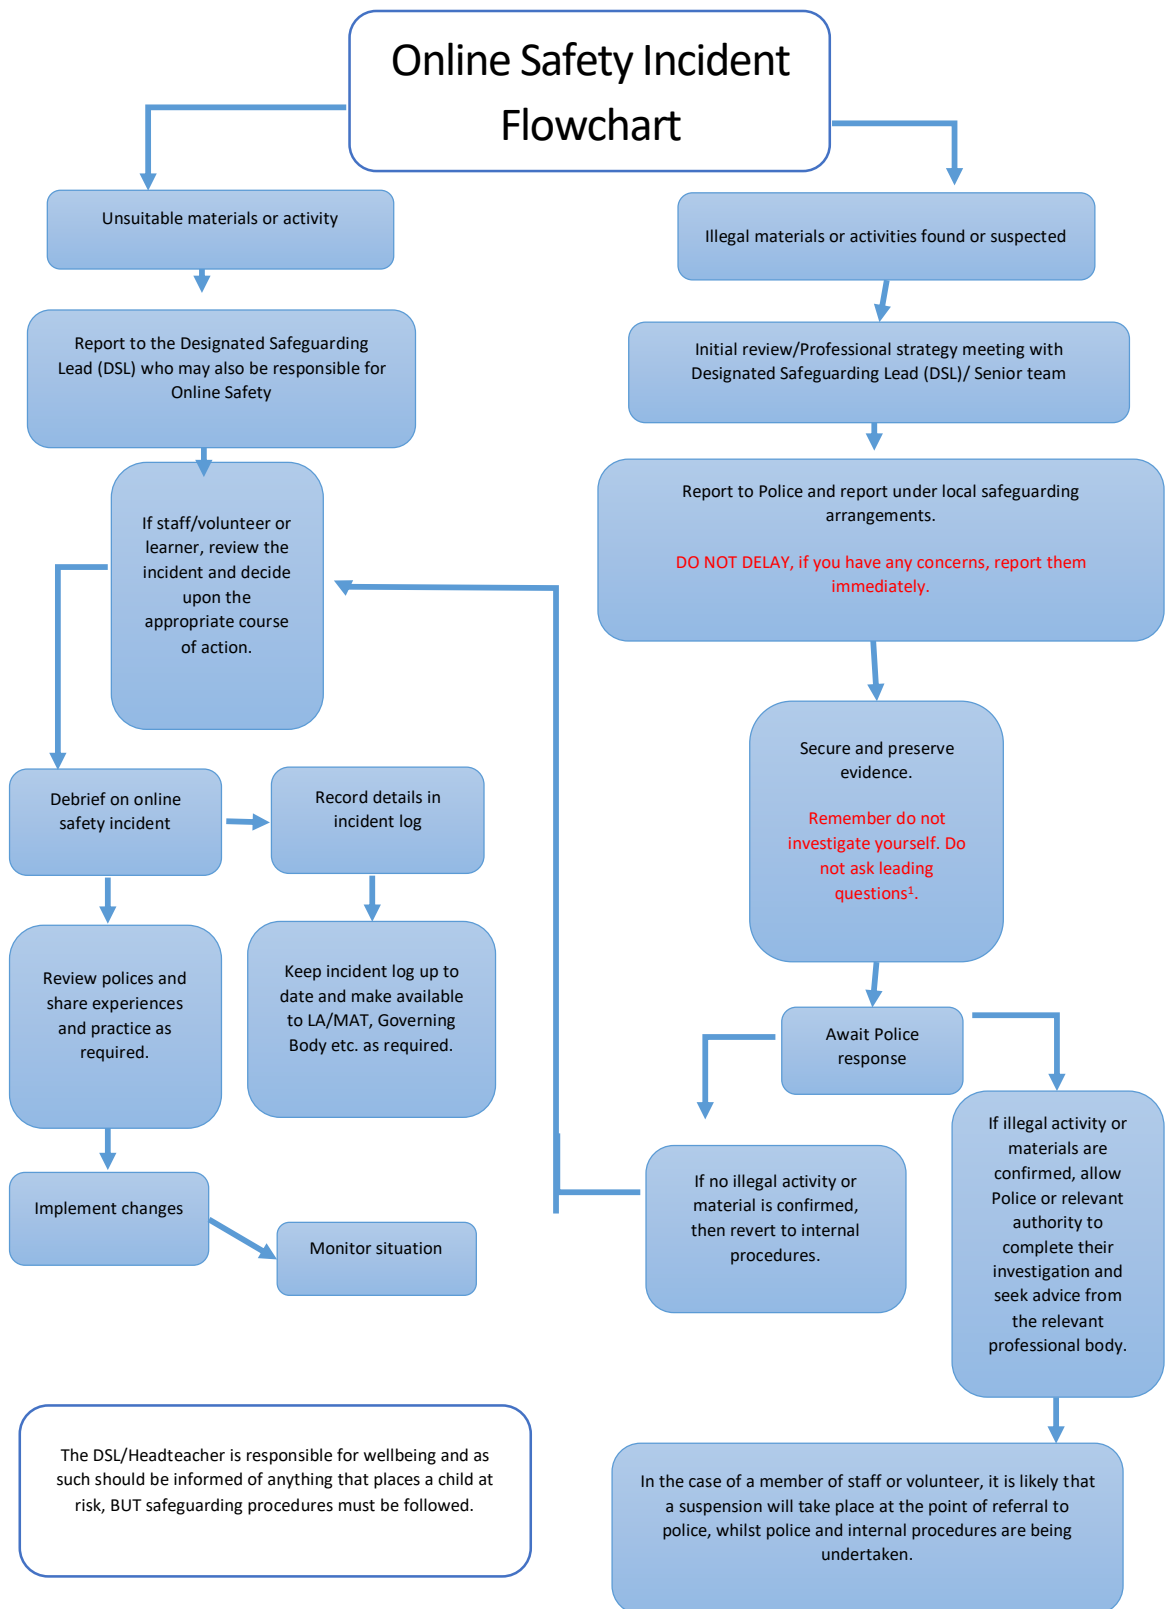 Online Safety Incident
Flowchart
Unsuitable materials or activity
Report to the Designated Safeguarding
Lead (DSL) who may also be responsible for
Online Safety
If staff/volunteer or
learner, review the
incident and decide
upon the
appropriate course
of action.
Debrief on online
safety incident
Record details in
incident log
Review polices and
share experiences
and practice as
required.
Keep incident log up to
date and make available
to LA/MAT, Governing
Body etc. as required.
Implement changes
Monitor situation
The DSL/Headteacher is responsible for wellbeing and as
such should be informed of anything that places a child at
risk, BUT safeguarding procedures must be followed.
Illegal materials or activities found or suspected
Initial review/Professional strategy meeting with
Designated Safeguarding Lead (DSL)/ Senior team
Report to Police and report under local safeguarding
arrangements.
DO NOT DELAY, if you have any concerns, report them
immediately.
Secure and preserve
evidence.
Remember do not
investigate yourself. Do
not ask leading
questions¹.
Await Police
response
If no illegal activity or
material is confirmed,
then revert to internal
procedures.
If illegal activity or
materials are
confirmed, allow
Police or relevant
authority to
complete their
investigation and
seek advice from
the relevant
professional body.
In the case of a member of staff or volunteer, it is likely that
a suspension will take place at the point of referral to
police, whilst police and internal procedures are being
undertaken.